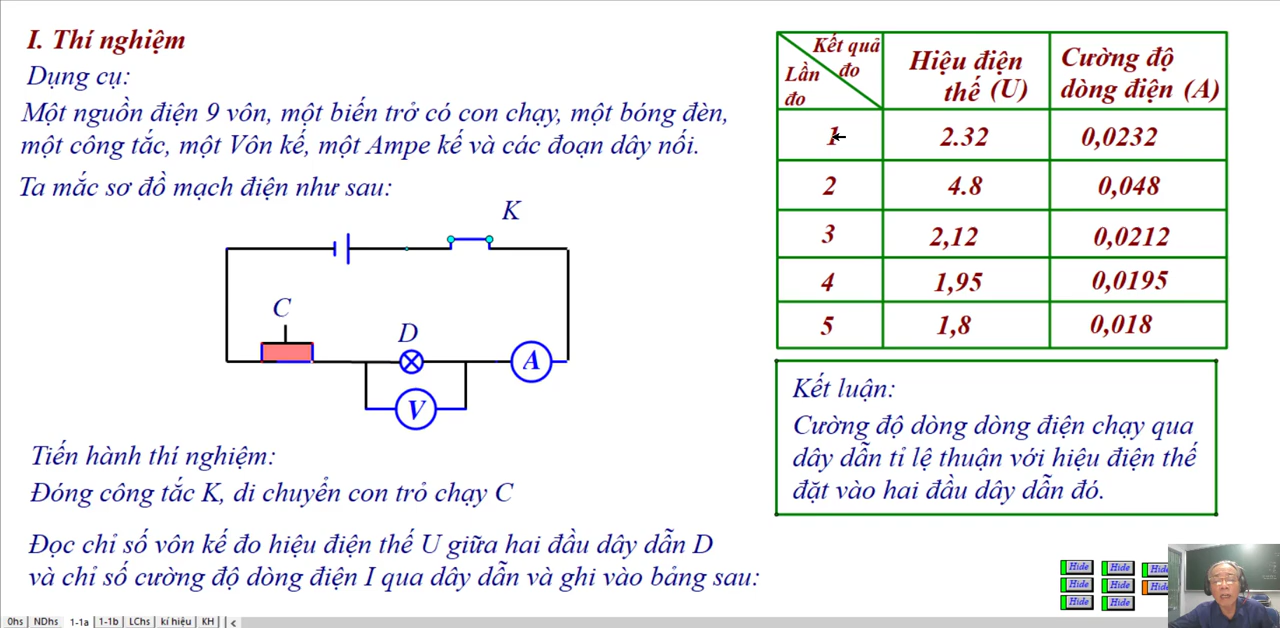 I. Thí nghiệm
Dụng cụ:
Một nguồn điện 9 vôn, một biến trở có con chạy, một bóng đèn,
một công tắc, một Vôn kế, một Ampe kế và các đoạn dây nối.
Ta mắc sơ đồ mạch điện như sau:
K
C
D
A
V
Tiến hành thí nghiệm:
Đóng công tắc K, di chuyển con trỏ chạy C
Đọc chỉ số vôn kế đo hiệu điện thế U giữa hai đầu dây dẫn D
và chỉ số cường độ dòng điện I qua dây dẫn và ghi vào bảng sau:
Kết quả
đo
Lần
đo
Hiệu điện
thế (U)
Cường độ
dòng điện (A)
1 2.32 0,0232
2 4.8 0,048
3 2,12 0,0212
4 1,95 0,0195
5 1,8 0,018
Kết luận:
Cường độ dòng dòng điện chạy qua
dây dẫn tỉ lệ thuận với hiệu điện thế
đặt vào hai đầu dây dẫn đó.
Hide Hide Hide
Hide Hide Hide
Hide Hide
0hs NDhs 1-1a 1-1b LChs kí hiệu KH